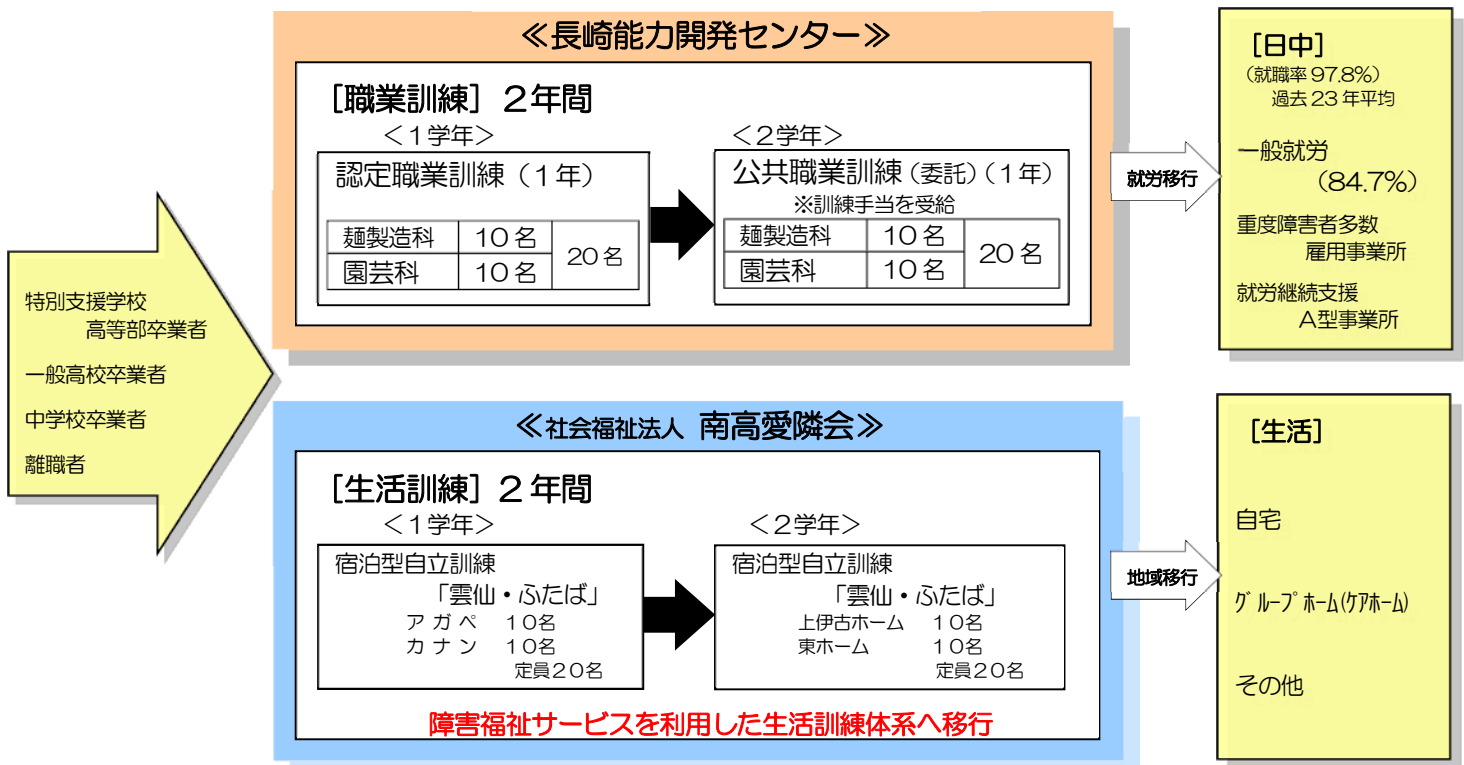 特別支援学校
高等部卒業者
一般高校卒業者
中学校卒業者
離職者
≪長崎能力開発センター≫
［職業訓練］２年間
＜１学年＞
認定職業訓練（１年）
麺製造科 １０名
園芸科 １０名
２０名
＜２学年＞
公共職業訓練（委託）（１年）
※訓練手当を受給
麺製造科 １０名
園芸科 １０名
２０名
就労移行
［日中］
（就職率 97.8％）
過去 23 年平均
一般就労
（84.7％）
重度障害者多数
雇用事業所
就労継続支援
Ａ型事業所
≪社会福祉法人 南高愛隣会≫
［生活訓練］２年間
＜１学年＞
宿泊型自立訓練
「雲仙・ふたば」
アガペ １０名
カナン １０名
定員２０名
＜２学年＞
宿泊型自立訓練
「雲仙・ふたば」
上伊古ホーム １０名
東ホーム １０名
定員２０名
障害福祉サービスを利用した生活訓練体系へ移行
地域移行
［生活］
自宅
ｸﾞﾙｰﾌﾟﾎｰﾑ(ｹｱﾎｰﾑ)
その他